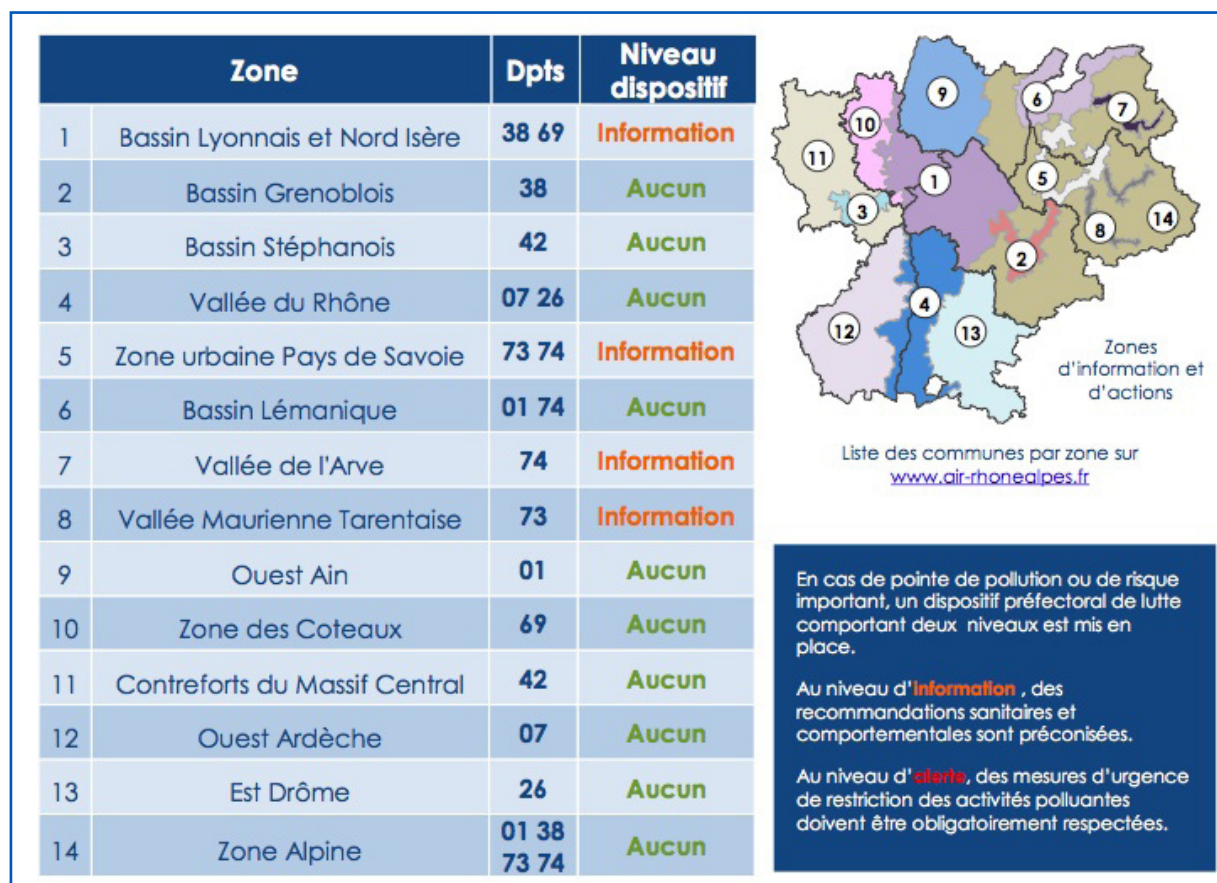 Zone Dpts Niveau dispositif
1 Bassin Lyonnais et Nord Isère 38 69 Information
2 Bassin Grenoblois 38 Aucun
3 Bassin Stéphanois 42 Aucun
4 Vallée du Rhône 07 26 Aucun
5 Zone urbaine Pays de Savoie 73 74 Information
6 Bassin Lémanique 01 74 Aucun
7 Vallée de l'Arve 74 Information
8 Vallée Maurienne Tarentaise 73 Information
9 Ouest Ain 01 Aucun
10 Zone des Coteaux 69 Aucun
11 Contreforts du Massif Central 42 Aucun
12 Ouest Ardèche 07 Aucun
13 Est Drôme 26 Aucun
14 Zone Alpine 01 38 73 74 Aucun
9
6
7
10
11
1
5
3
8
14
2
4
12
13
Zones
d'information et
d'actions
Liste des communes par zone sur
www.air-rhonealpes.fr
En cas de pointe de pollution ou de risque
important, un dispositif préfectoral de lutte
comportant deux niveaux est mis en
place.
Au niveau d'information , des
recommandations sanitaires et
comportementales sont préconisées.
Au niveau d'alerte, des mesures d'urgence
de restriction des activités polluantes
doivent être obligatoirement respectées.